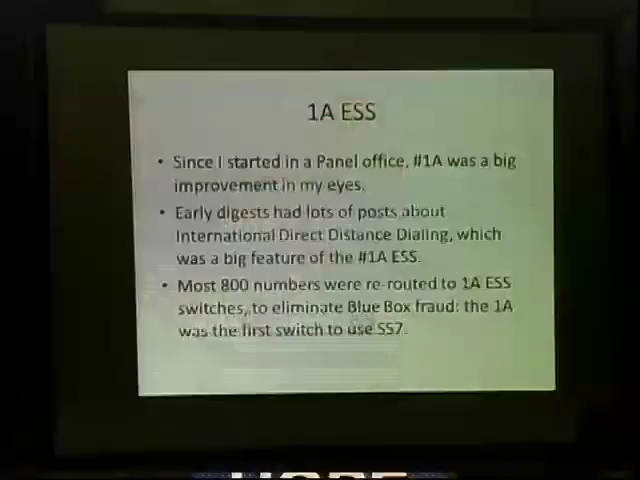 1A ESS
• Since I started in a Panel office, #1A was a big
improvement in my eyes.
• Early digests had lots of posts about
International Direct Distance Dialing, which
was a big feature of the #1A ESS.
• Most 800 numbers were re-routed to 1A ESS
switches, to eliminate Blue Box fraud: the 1A
was the first switch to use SS7.